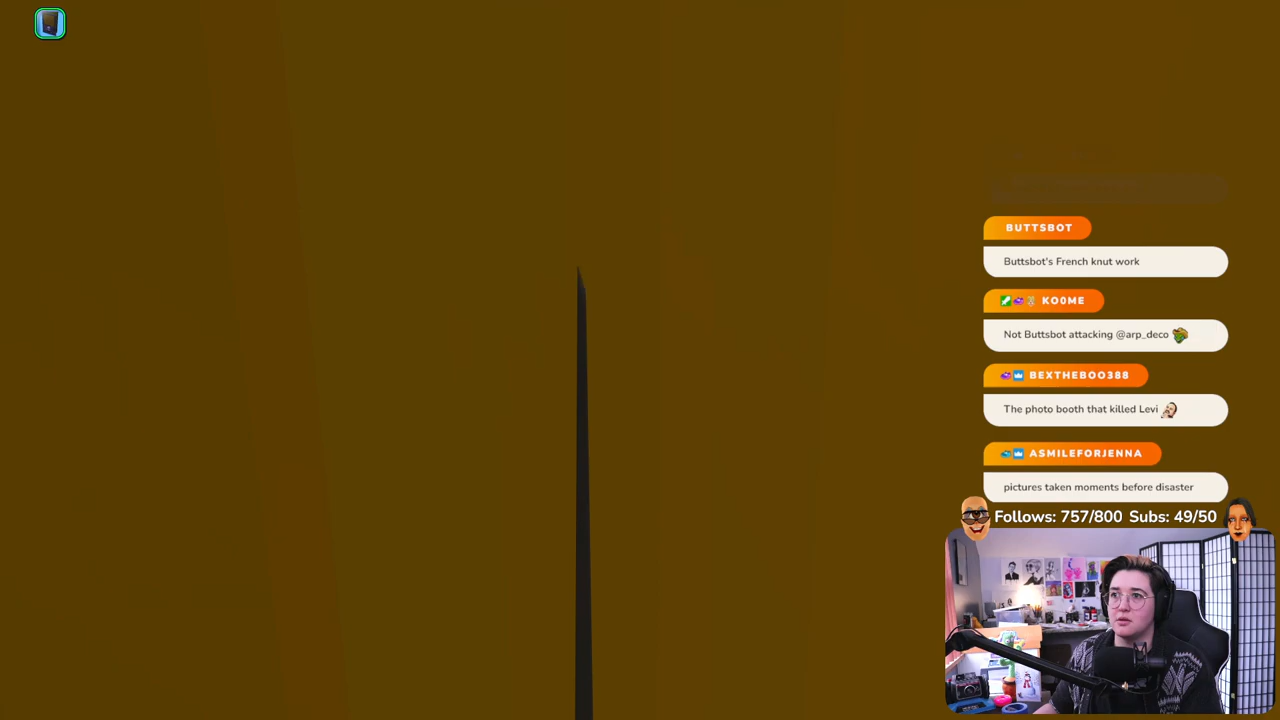 BUTTSBOT
Buttsbot's French knut work
KO0ME
Not Buttsbot attacking @arp_deco
BEXTHEBOO388
The photo booth that killed Levi
ASMILEFORJENNA
pictures taken moments before disaster
Follows: 757/800 Subs: 49/50